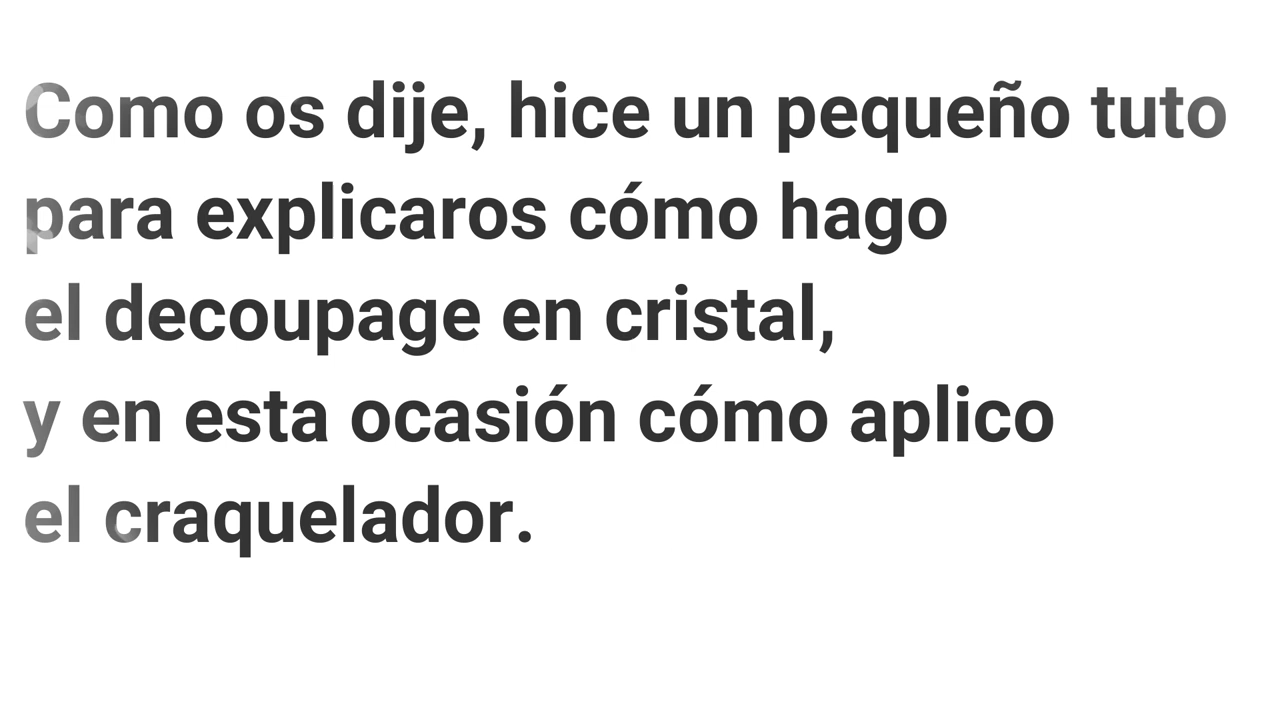 Como os dije, hice un pequeño tuto
para explicaros cómo hago
el decoupage en cristal,
y en esta ocasión cómo aplico
el craquelador.